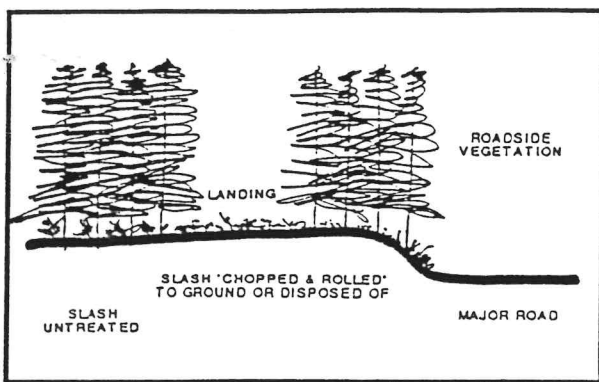 ROADSIDE
VEGETATION
LANDING
SLASH "CHOPPED & ROLLED"
TO GROUND OR DISPOSED OF
SLASH
UNTREATED
MAJOR ROAD